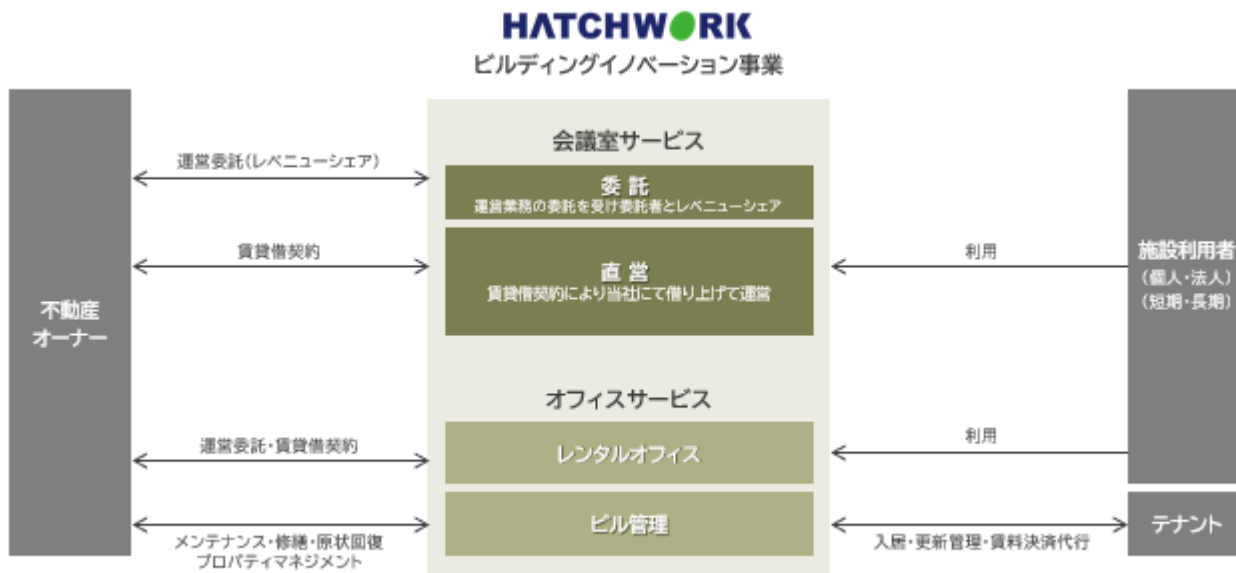 HATCHWORK
ビルディングイノベーション事業
不動産
オーナー
運営委託(レベニューシェア)
賃貸借契約
運営委託・賃貸借契約
メンテナンス・修繕・原状回復
プロパティマネジメント
会議室サービス
委託
運営業務の委託を受け委託者とレベニューシェア
直営
賃貸借契約により当社にて借り上げて運営
オフィスサービス
レンタルオフィス
ビル管理
利用
利用
入居・更新管理・賃料決済代行
施設利用者
(個人・法人)
(短期・長期)
テナント